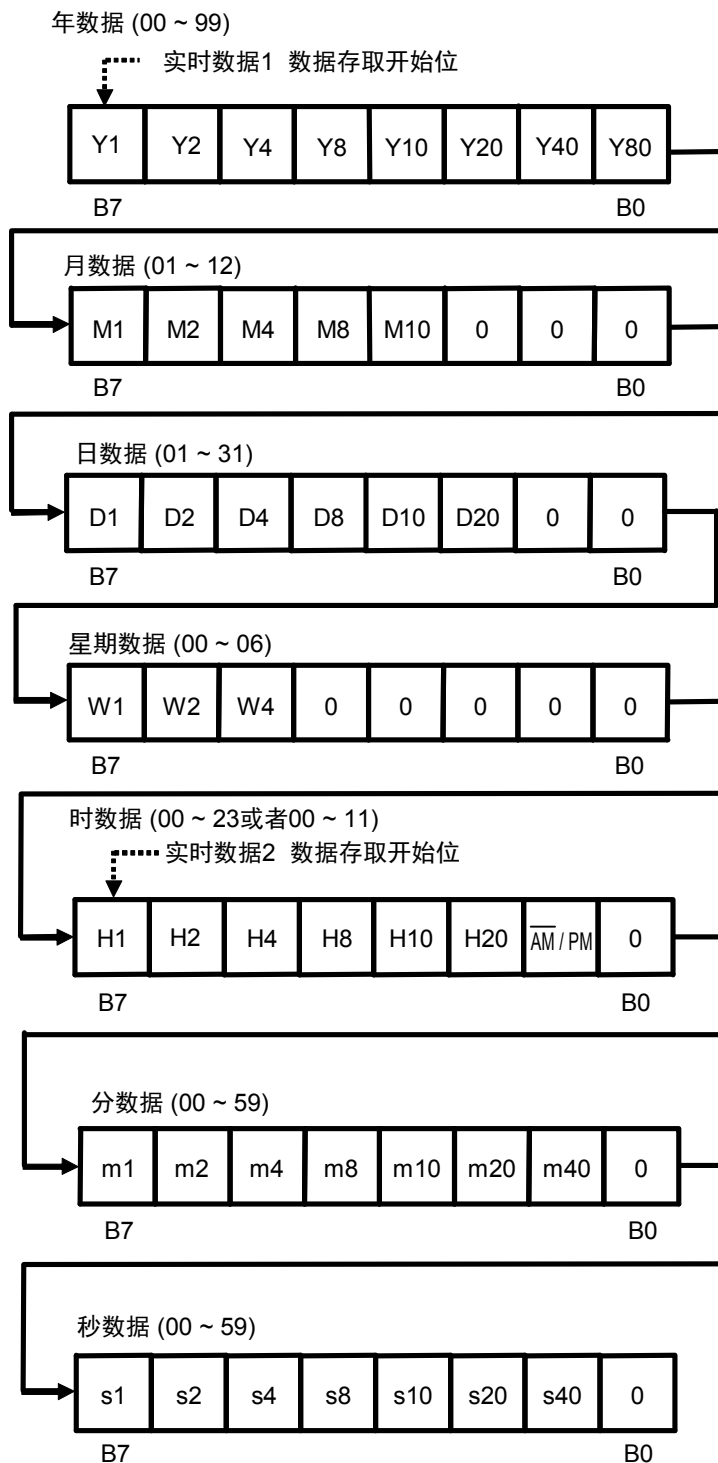 年数据 (00 ~ 99)
实时数据1 数据存取开始位
Y1 Y2 Y4 Y8 Y10 Y20 Y40 Y80
B7 B0
月数据 (01 ~ 12)
M1 M2 M4 M8 M10 0 0 0
B7 B0
日数据 (01 ~ 31)
D1 D2 D4 D8 D10 D20 0 0
B7 B0
星期数据 (00 ~ 06)
W1 W2 W4 0 0 0 0 0
B7 B0
时数据 (00 ~ 23或者00 ~ 11)
实时数据2 数据存取开始位
H1 H2 H4 H8 H10 H20 A̅M̅ / PM 0
B7 B0
分数据 (00 ~ 59)
m1 m2 m4 m8 m10 m20 m40 0
B7 B0
秒数据 (00 ~ 59)
s1 s2 s4 s8 s10 s20 s40 0
B7 B0